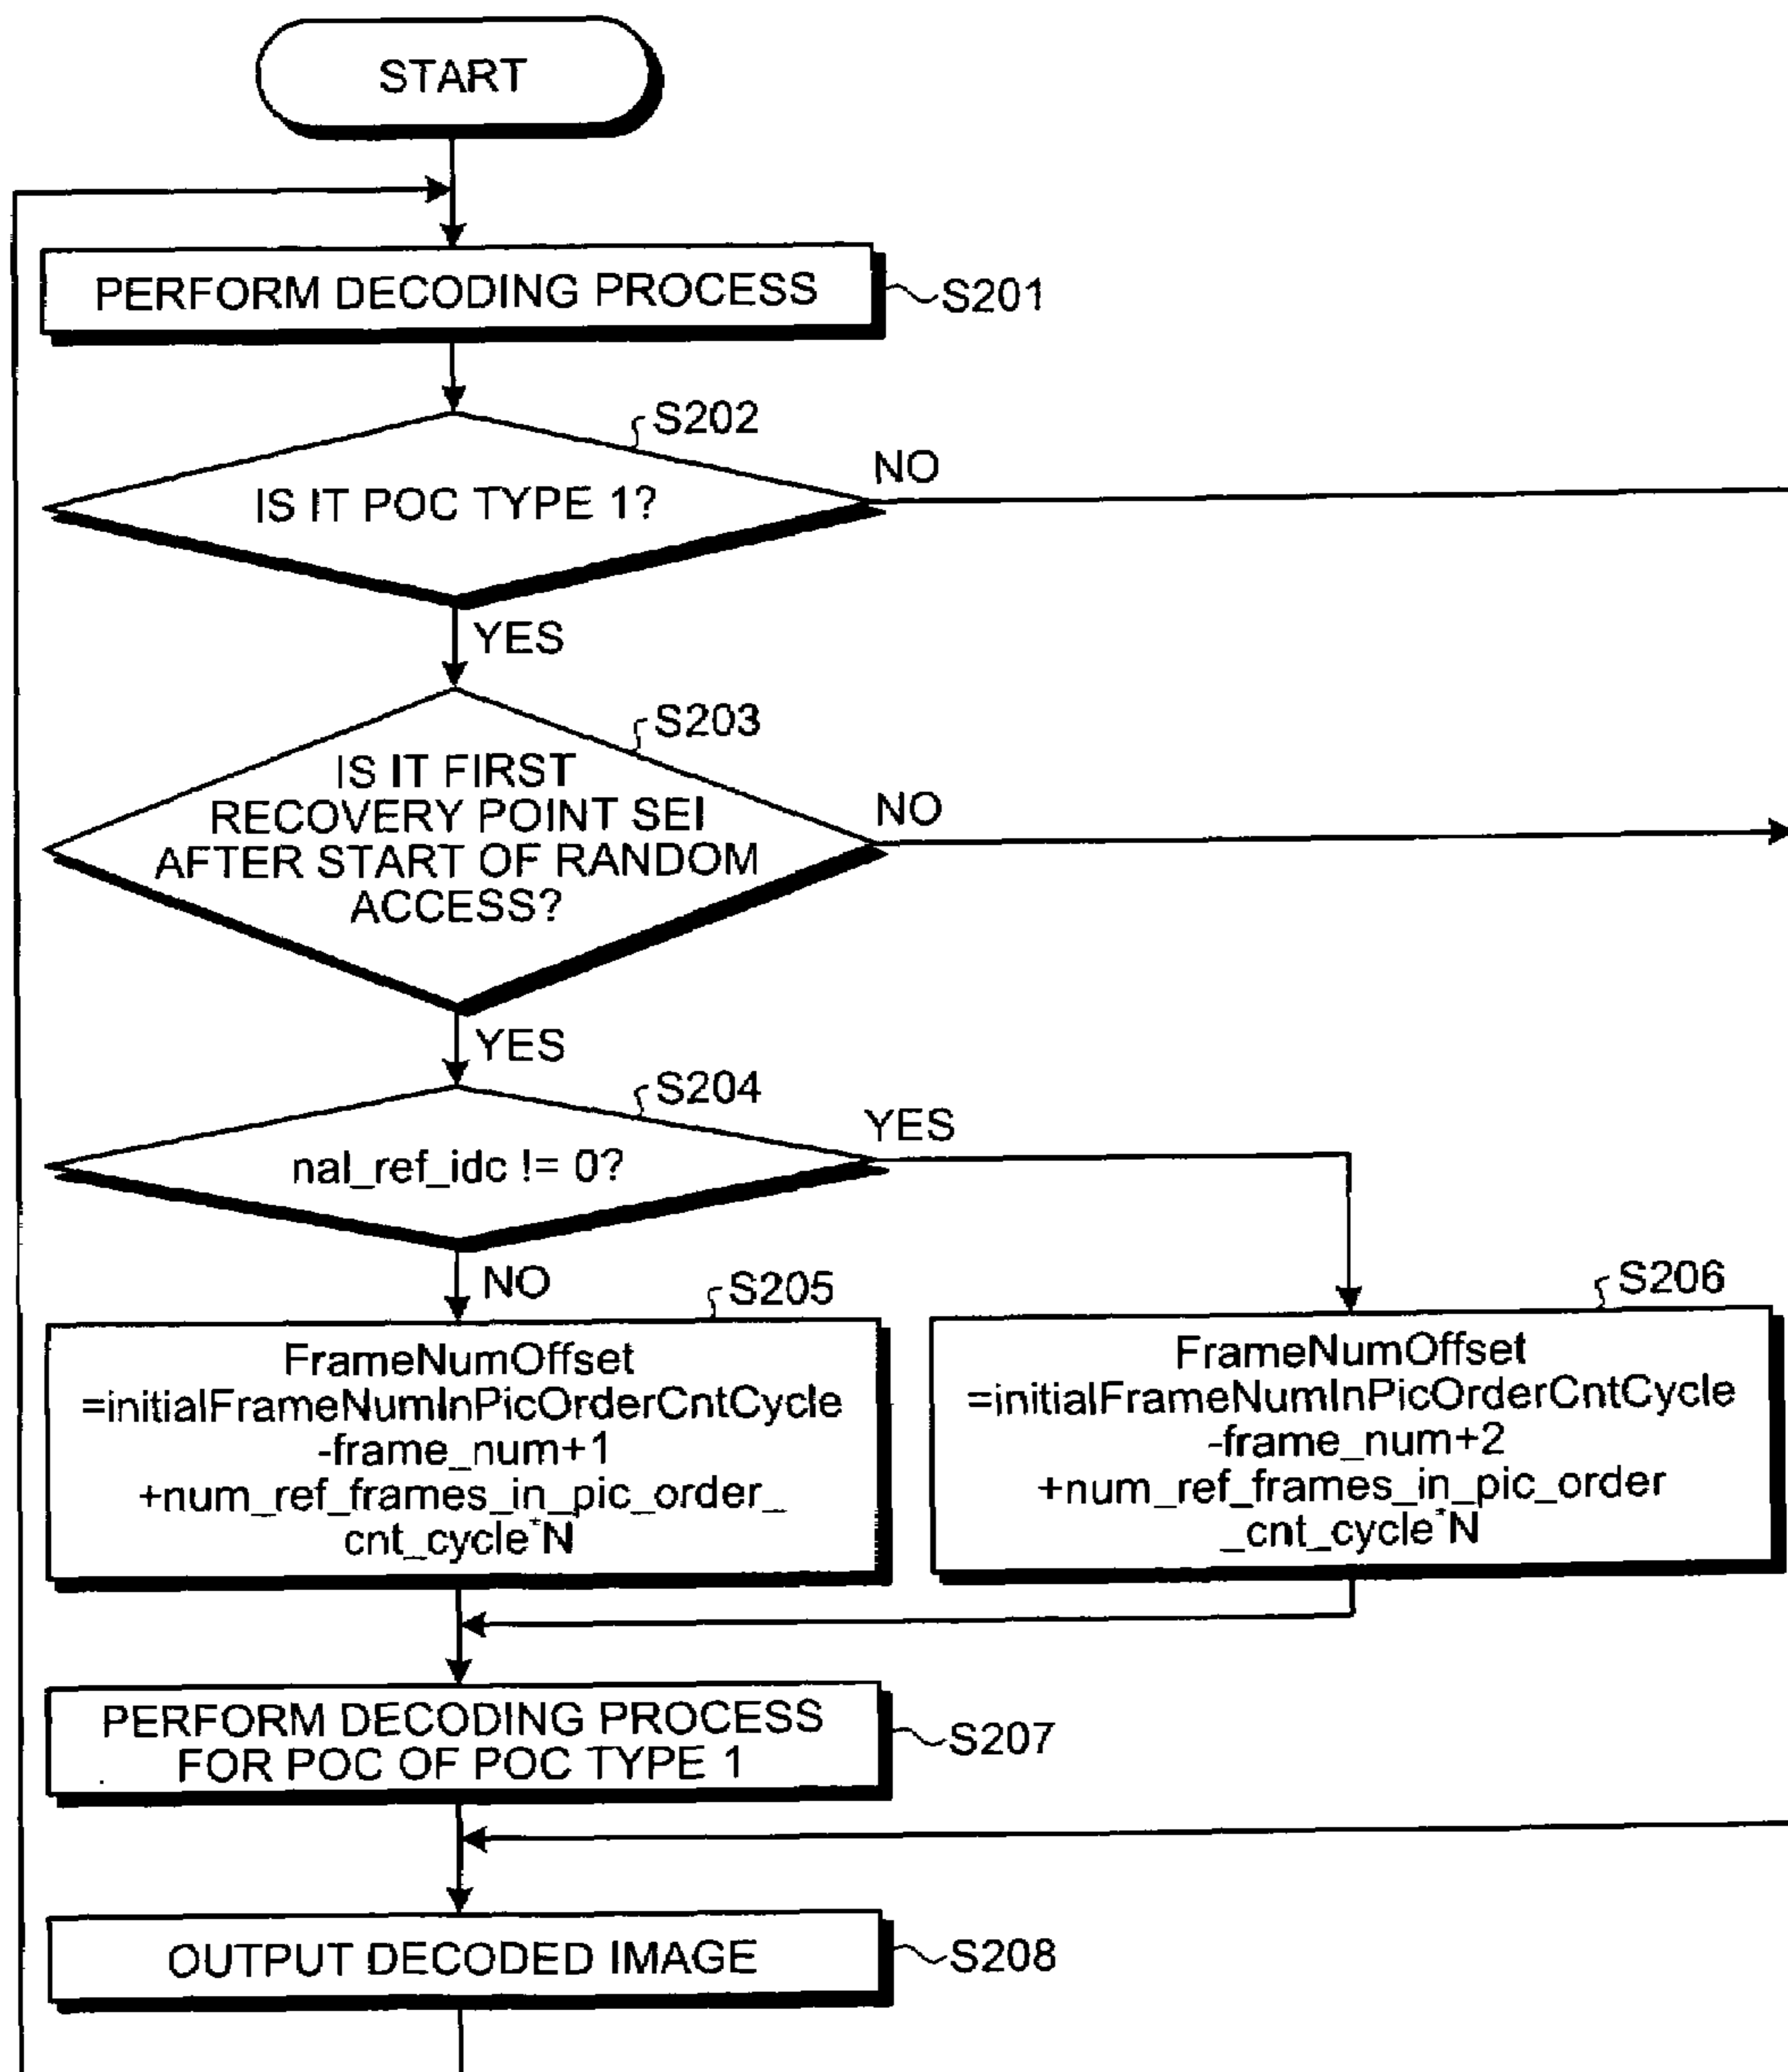 START
PERFORM DECODING PROCESS
S201
S202
IS IT POC TYPE 1?
NO
YES
S203
IS IT FIRST
RECOVERY POINT SEI
AFTER START OF RANDOM
ACCESS?
NO
YES
S204
nal_ref_idc != 0?
YES
NO
S205
FrameNumOffset
=initialFrameNumInPicOrderCntCycle
-frame_num+1
+num_ref_frames_in_pic_order_
cnt_cycle*N
S206
FrameNumOffset
=initialFrameNumInPicOrderCntCycle
-frame_num+2
+num_ref_frames_in_pic_order
_cnt_cycle*N
PERFORM DECODING PROCESS
FOR POC OF POC TYPE 1
S207
OUTPUT DECODED IMAGE
S208